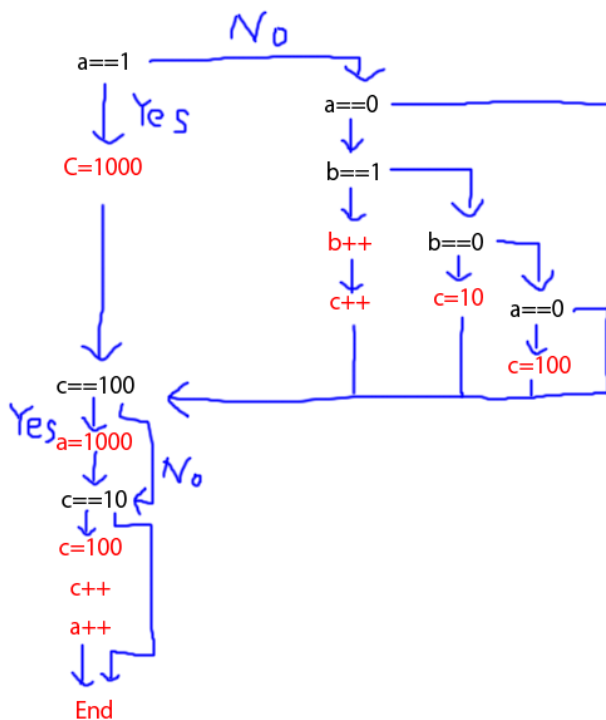 No
a==1
a==0
Yes
C=1000
b==1
b++
b==0
c++
c=10
a==0
c=100
c==100
Yes
a=1000
No
c==10
c=100
c++
a++
End